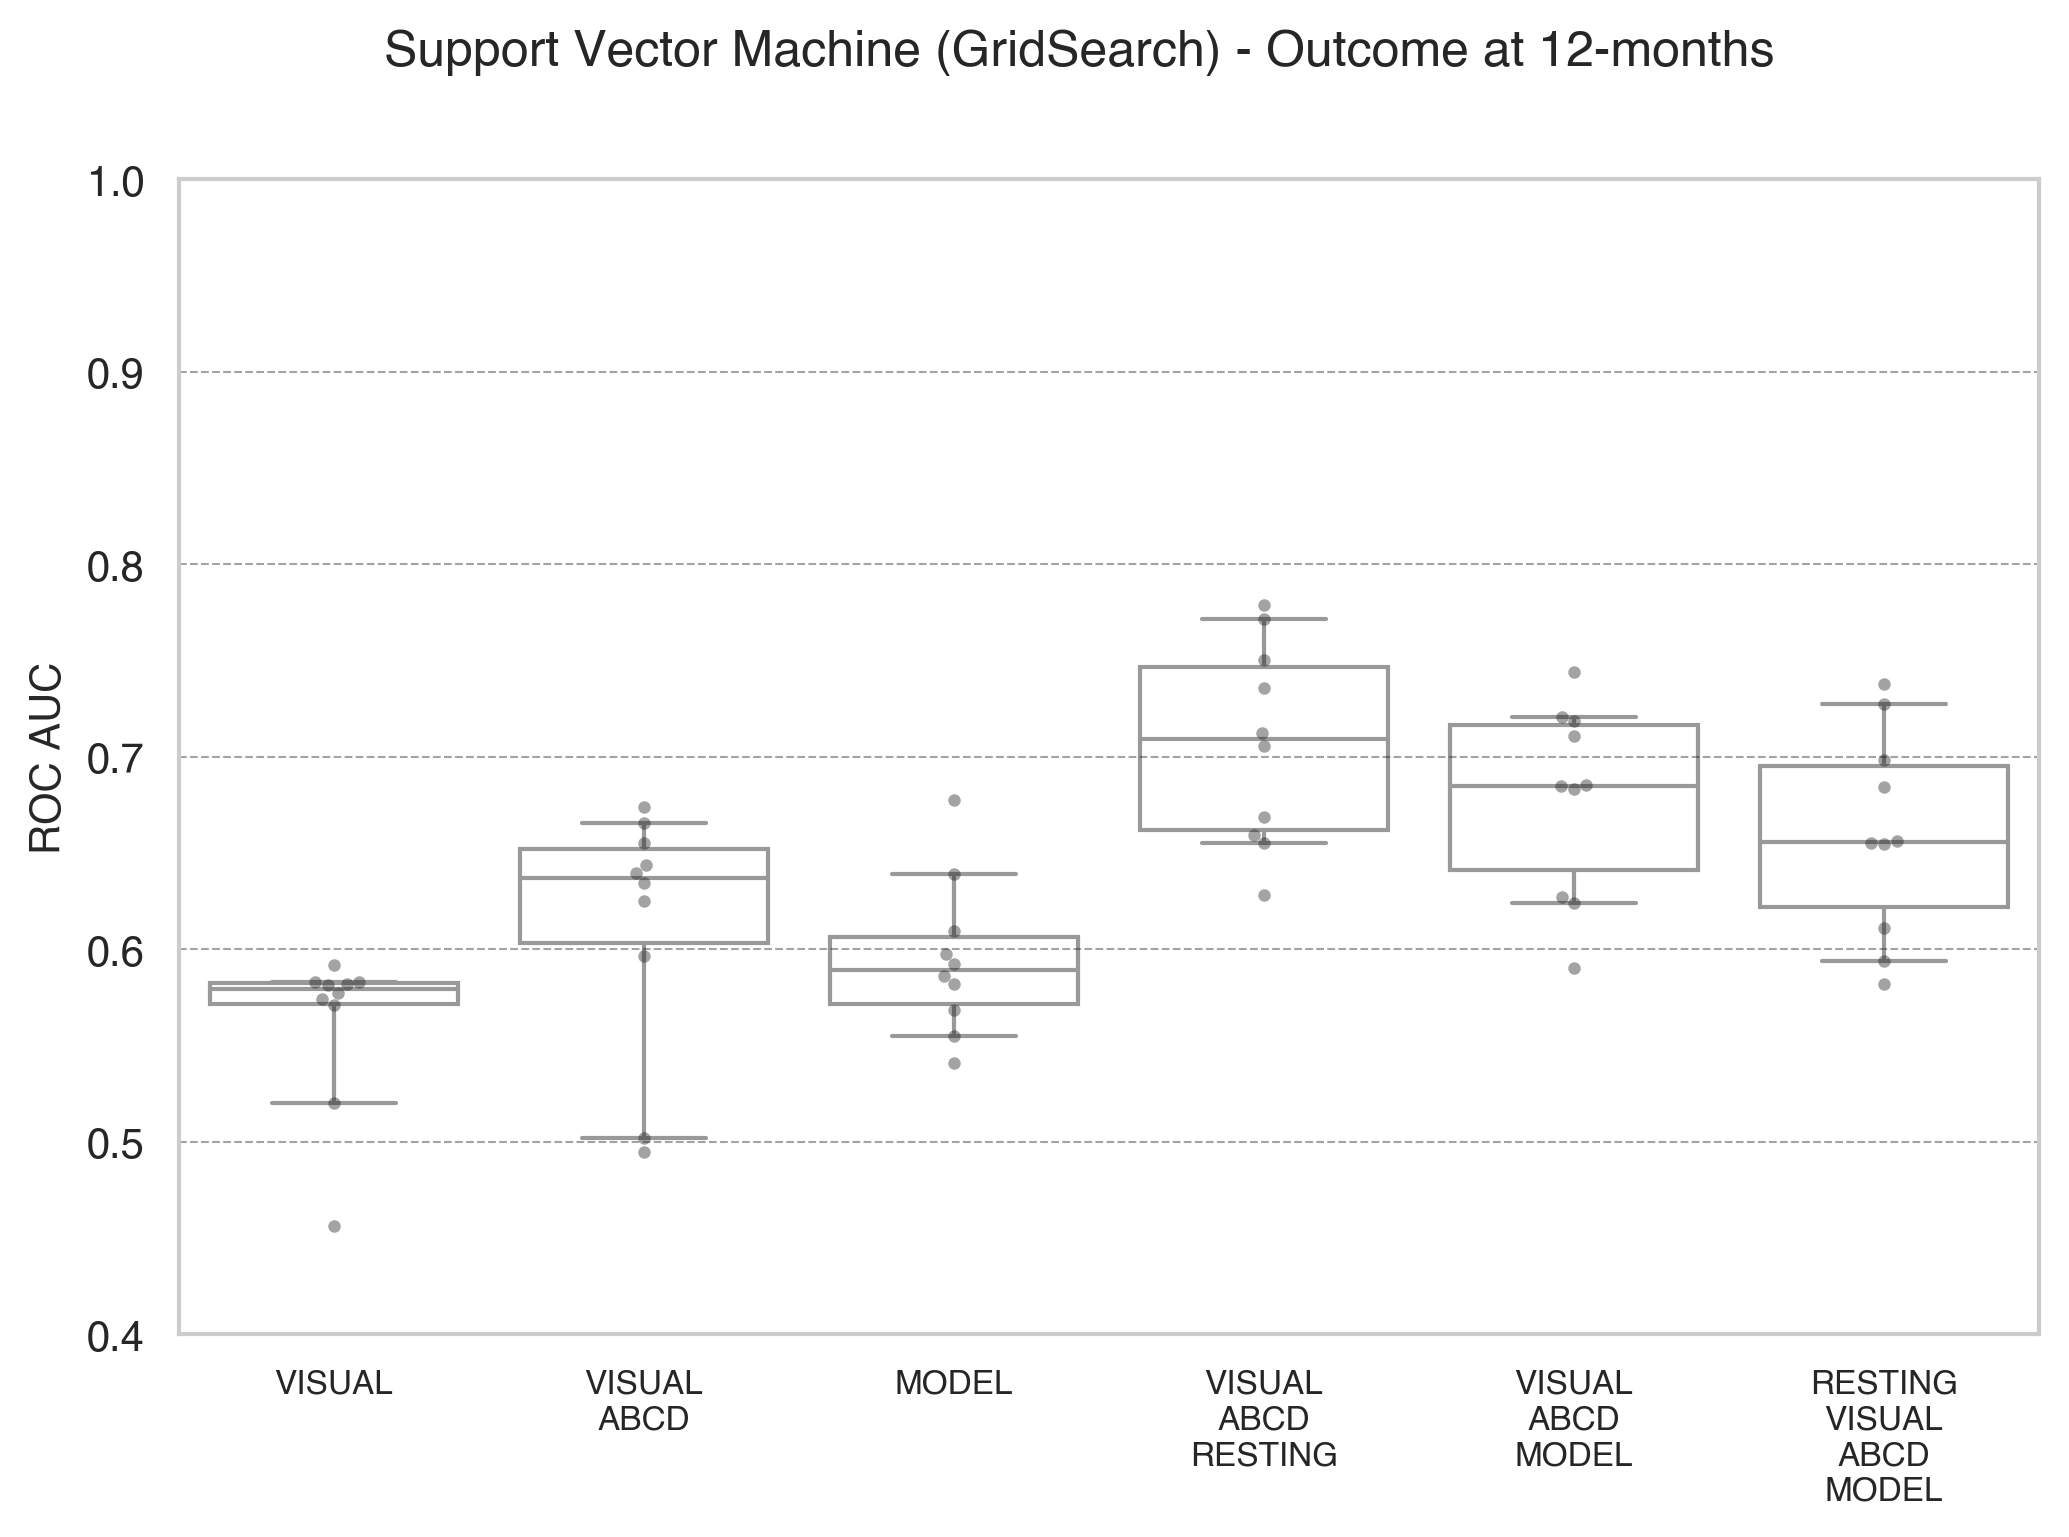 Support Vector Machine (GridSearch) - Outcome at 12-months
ROC AUC
1.0
0.9
0.8
0.7
0.6
0.5
0.4
VISUAL
VISUAL
ABCD
MODEL
VISUAL
ABCD
RESTING
VISUAL
ABCD
MODEL
RESTING
VISUAL
ABCD
MODEL